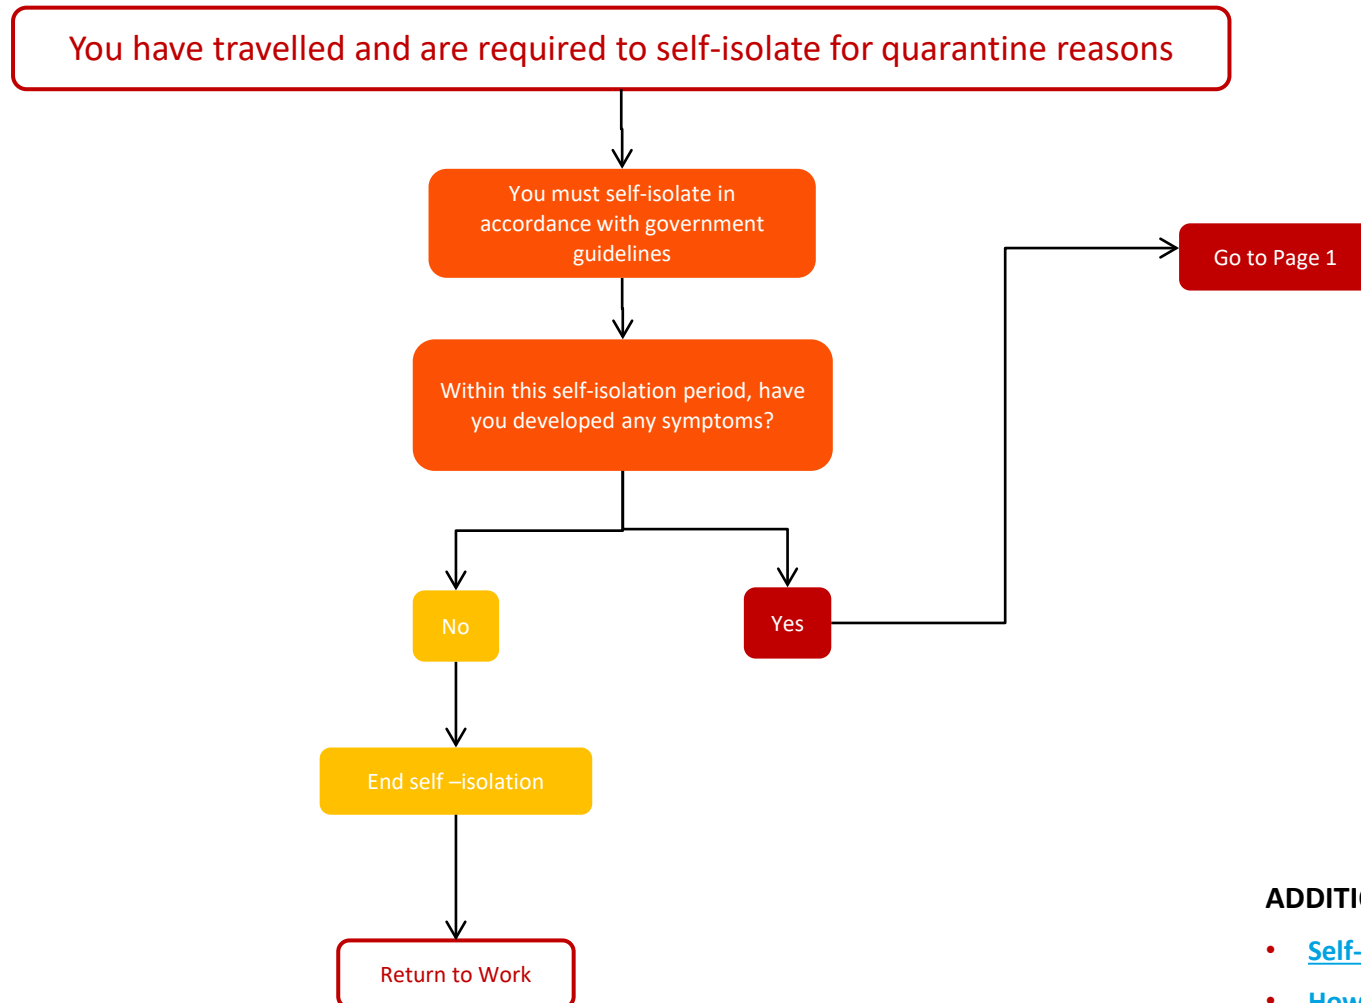 You have travelled and are required to self-isolate for quarantine reasons
You must self-isolate in
accordance with government
guidelines
Go to Page 1
Within this self-isolation period, have
you developed any symptoms?
No
Yes
End self –isolation
Return to Work
Self-
How